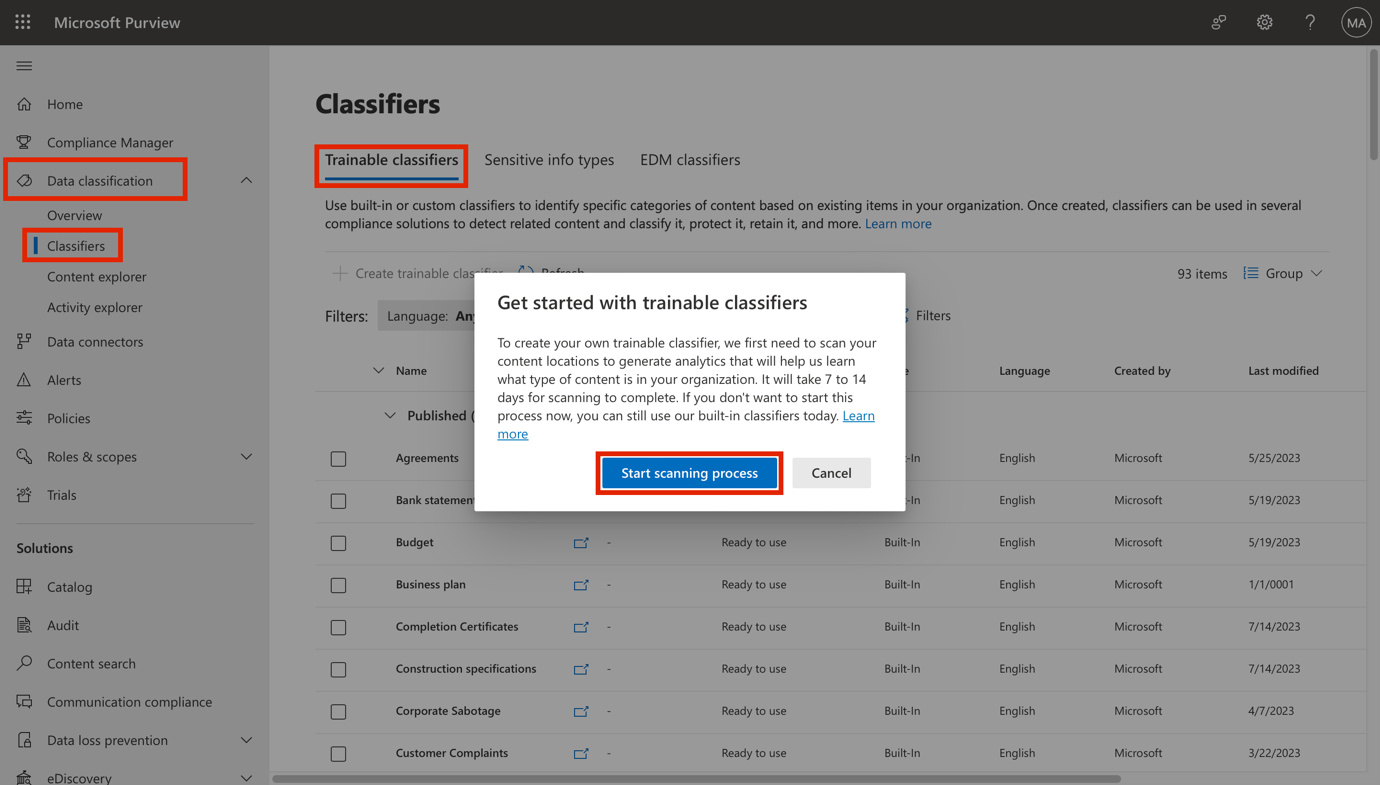 Microsoft Purview
MA
Home
Compliance Manager
Data classification
Overview
Classifiers
Content explorer
Activity explorer
Data connectors
Alerts
Policies
Roles & scopes
Trials
Solutions
Catalog
Audit
Content search
Communication compliance
Data loss prevention
eDiscovery
Classifiers
Trainable classifiers Sensitive info types EDM classifiers
Use built-in or custom classifiers to identify specific categories of content based on existing items in your organization. Once created, classifiers can be used in several
compliance solutions to detect related content and classify it, protect it, retain it, and more. Learn more
Create trainable classifier Refresh 93 items Group
Filters: Language: Filters
Name Language Created by Last modified
Published
Agreements English Microsoft 5/25/2023
Bank English Microsoft 5/19/2023
Budget - Ready to use Built-In English Microsoft 5/19/2023
Business plan - Ready to use Built-In English Microsoft 1/1/0001
Completion Certificates - Ready to use Built-In English Microsoft 7/14/2023
Construction specifications - Ready to use Built-In English Microsoft 7/14/2023
Corporate Sabotage - Ready to use Built-In English Microsoft 4/7/2023
Customer Complaints - Ready to use Built-In English Microsoft 3/22/2023
Get started with trainable classifiers
To create your own trainable classifier, we first need to scan your
content locations to generate analytics that will help us learn
what type of content is in your organization. It will take 7 to 14
days for scanning to complete. If you don't want to start this
process now, you can still use our built-in classifiers today. Learn
more
Start scanning process Cancel